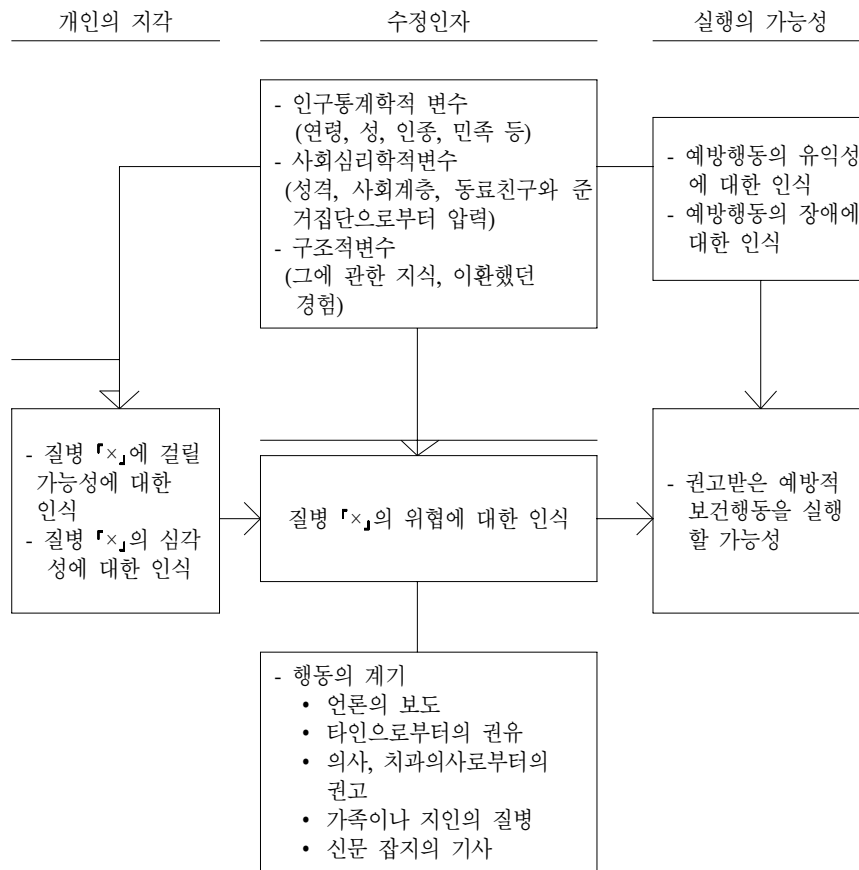 개인의 지각
수정인자
실행의 가능성
- 인구통계학적 변수
(연령, 성, 인종, 민족 등)
- 사회심리학적변수
(성격, 사회계층, 동료친구와 준
거집단으로부터 압력)
- 구조적변수
(그에 관한 지식, 이환했던
경험)
- 예방행동의 유익성
에 대한 인식
- 예방행동의 장애에
대한 인식
- 질병『×』에 걸릴
가능성에 대한
인식
- 질병『×』의 심각
성에 대한 인식
질병『×』의 위협에 대한 인식
- 권고받은 예방적
보건행동을 실행
할 가능성
- 행동의 계기
• 언론의 보도
• 타인으로부터의 권유
• 의사, 치과의사로부터의
권고
• 가족이나 지인의 질병
• 신문 잡지의 기사